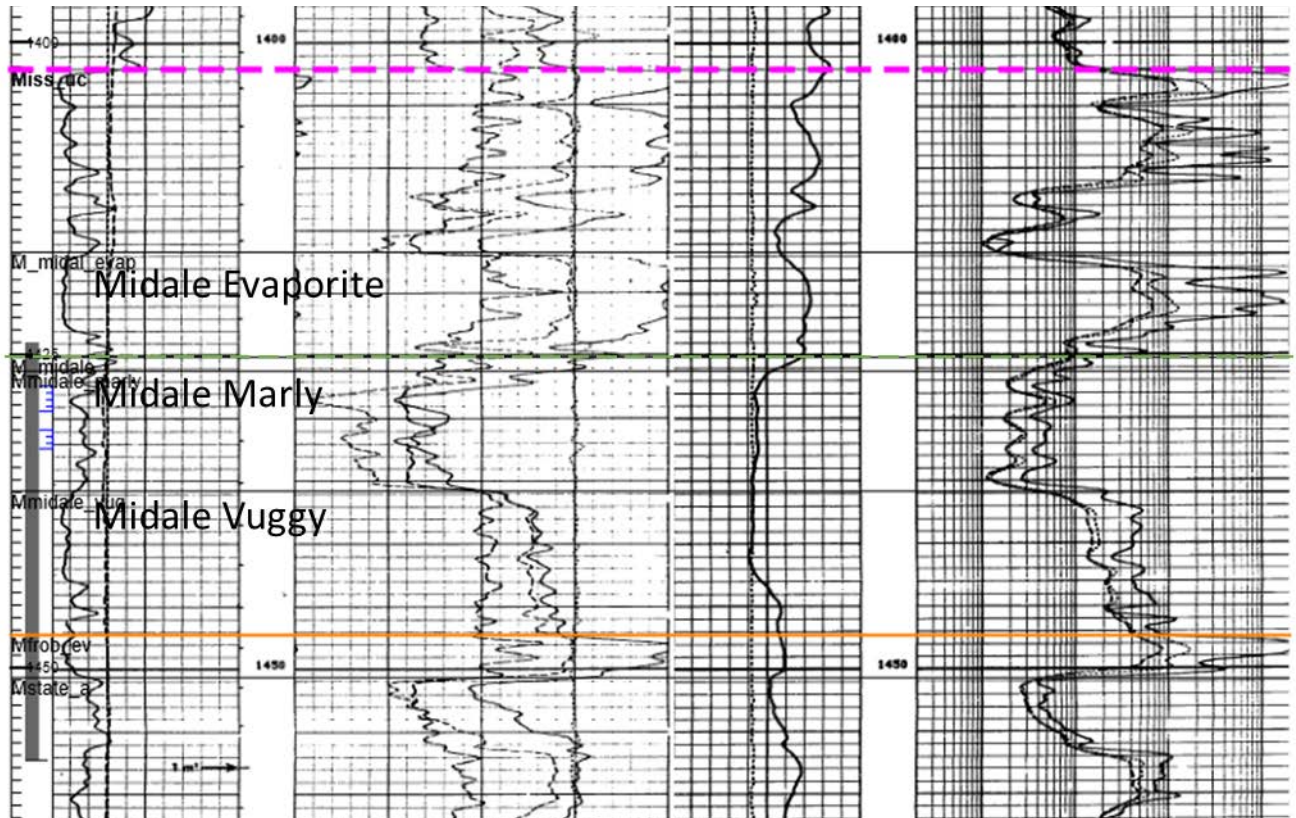 1400 1400 1400
Miss_uc
M_midal_evap
Midale Evaporite
1425
M_midale
Mmidale_marly
Midale Marly
Mmidale_vug
Midale Vuggy
Mfrob_ev
1450 1450 1450
Mstate_a
1 m³